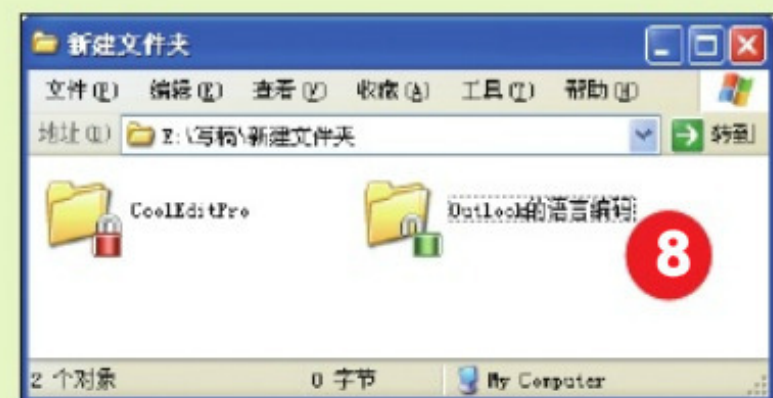 新建文件夹
文件(F) 编辑(E) 查看(V) 收藏(A) 工具(T) 帮助(H)
地址(D) E:\写稿\新建文件夹 转到
CoolEditPro Outlook的语言编码
8
2 个对象 0 字节 My Computer